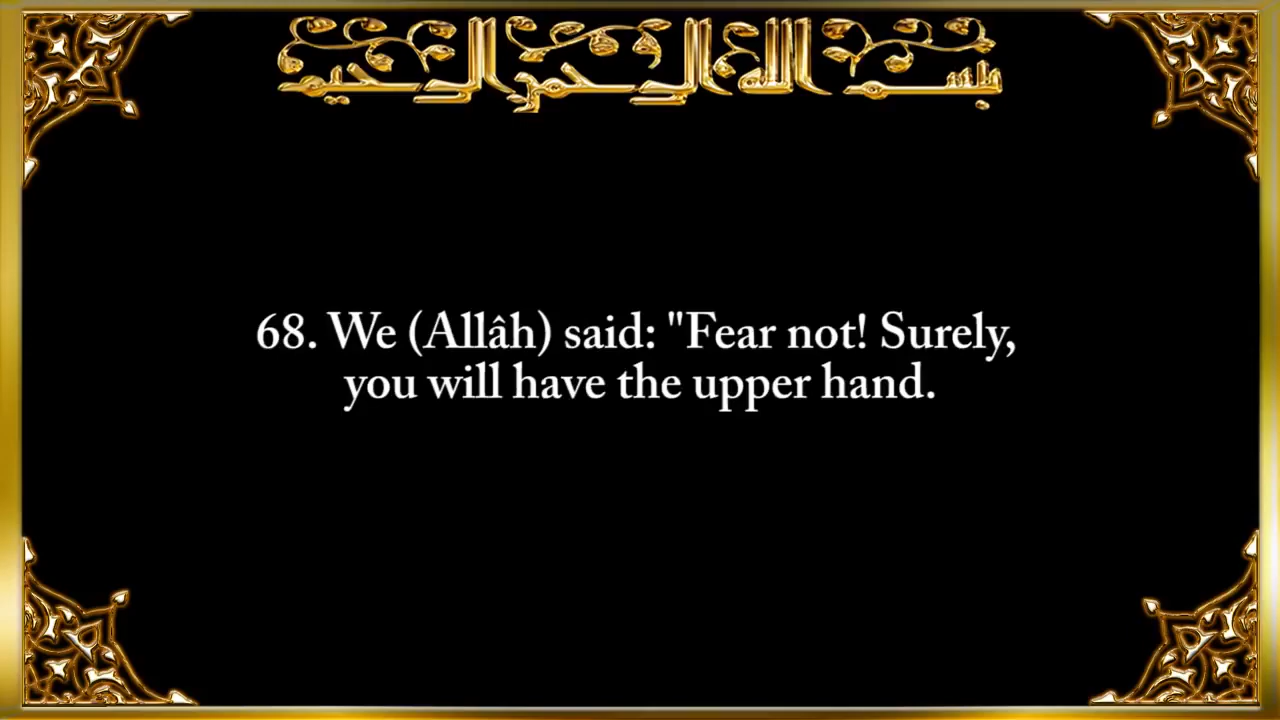 بسم الله الرحمن الرحيم
68. We (Allâh) said: "Fear not! Surely,
you will have the upper hand.